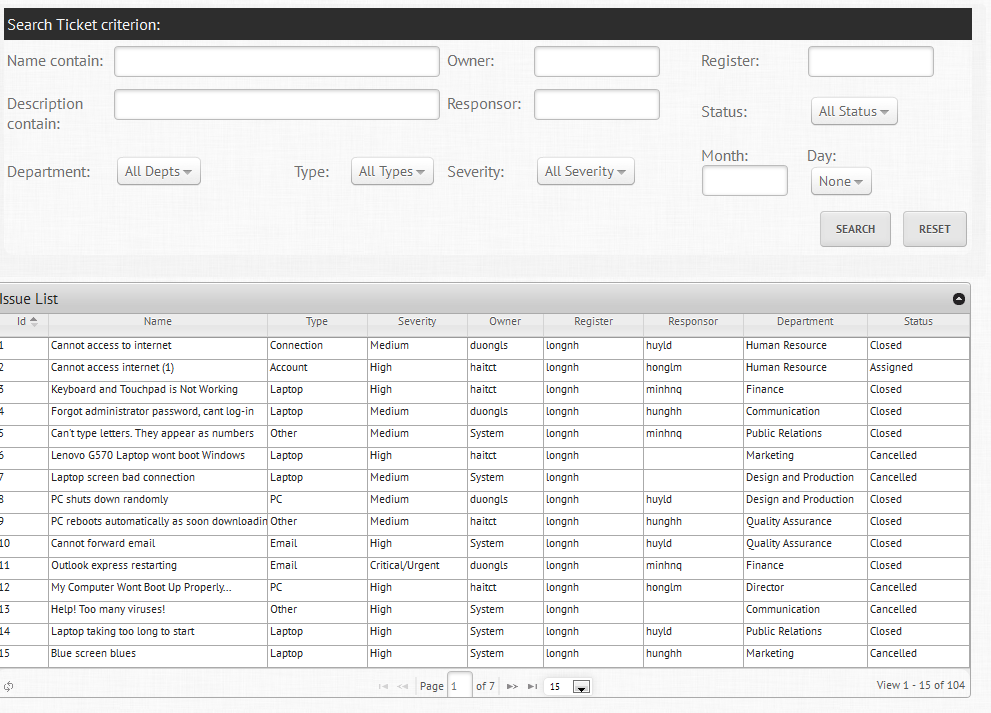 Search Ticket criterion:
Name contain: Owner: Register:
Description contain: Responsor: Status: All Status
Department: All Depts Type: All Types Severity: All Severity Month: Day: None
SEARCH RESET
Issue List
Id Name Type Severity Owner Register Responsor Department Status
1 Cannot access to internet Connection Medium duongls longnh huyld Human Resource Closed
2 Cannot access internet (1) Account High haitct longnh honglm Human Resource Assigned
3 Keyboard and Touchpad is Not Working Laptop High haitct longnh minhnq Finance Closed
4 Forgot administrator password, cant log-in Laptop Medium duongls longnh hunghh Communication Closed
5 Can't type letters. They appear as numbers Other Medium System longnh minhnq Public Relations Closed
6 Lenovo G570 Laptop wont boot Windows Laptop High haitct longnh Marketing Cancelled
7 Laptop screen bad connection Laptop Medium System longnh Design and Production Cancelled
8 PC shuts down randomly PC Medium duongls longnh huyld Design and Production Closed
9 PC reboots automatically as soon downloadin Other Medium haitct longnh hunghh Quality Assurance Closed
10 Cannot forward email Email High System longnh huyld Quality Assurance Closed
11 Outlook express restarting Email Critical/Urgent duongls longnh minhnq Finance Closed
12 My Computer Wont Boot Up Properly... PC High haitct longnh honglm Director Cancelled
13 Help! Too many viruses! Other High System longnh Communication Cancelled
14 Laptop taking too long to start Laptop High System longnh huyld Public Relations Closed
15 Blue screen blues Laptop High System longnh hunghh Marketing Cancelled
Page 1 of 7 15 View 1 - 15 of 104